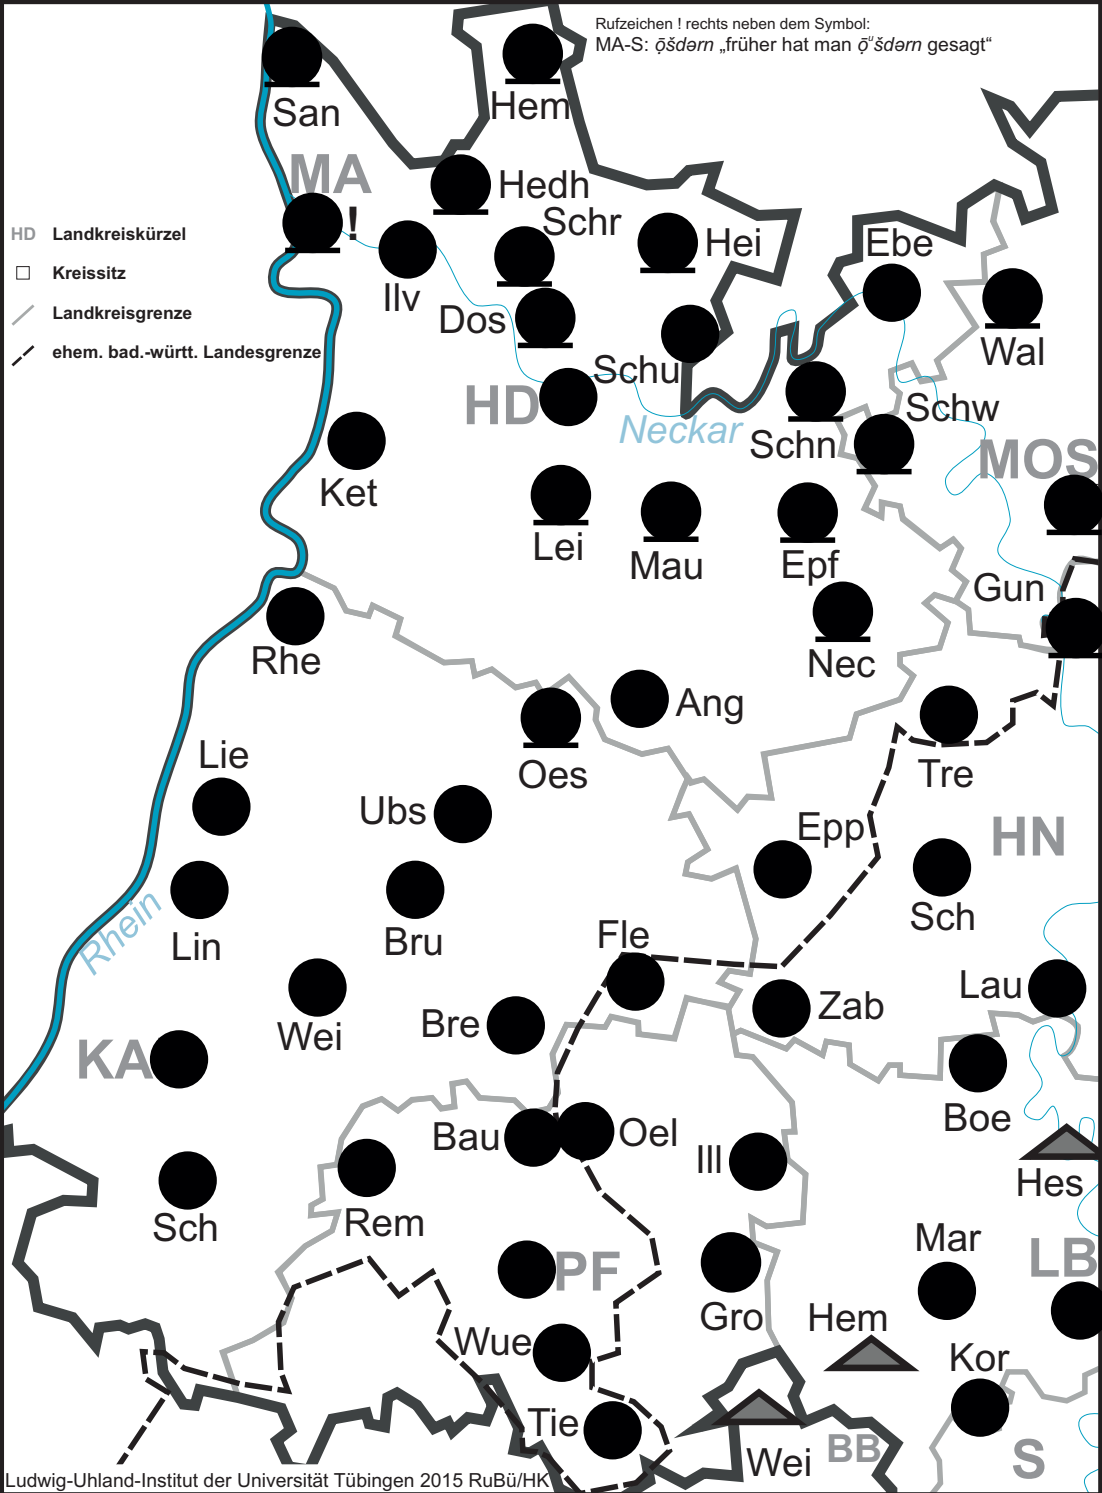 Rufzeichen ! rechts neben dem Symbol:
MA-S: ǭšdərn „früher hat man ǭᵘšdərn gesagt“
San
Hem
MA
!
Hedh
Schr
Hei
Ebe
HD Landkreiskürzel
Kreissitz
Landkreisgrenze
ehem. bad.-württ. Landesgrenze
Ilv
Dos
Wal
Schu
HD
Neckar
Schn
Schw
MOS
Ket
Lei
Mau
Epf
Gun
Rhe
Nec
Ang
Lie
Oes
Tre
Ubs
Epp
HN
Rhein
Lin
Bru
Fle
Sch
Wei
Bre
Zab
Lau
KA
Boe
Bau
Oel
Ill
Hes
Sch
Rem
Mar
PF
LB
Gro
Hem
Wue
Kor
Tie
Wei
BB
S
Ludwig-Uhland-Institut der Universität Tübingen 2015 RuBü/HK